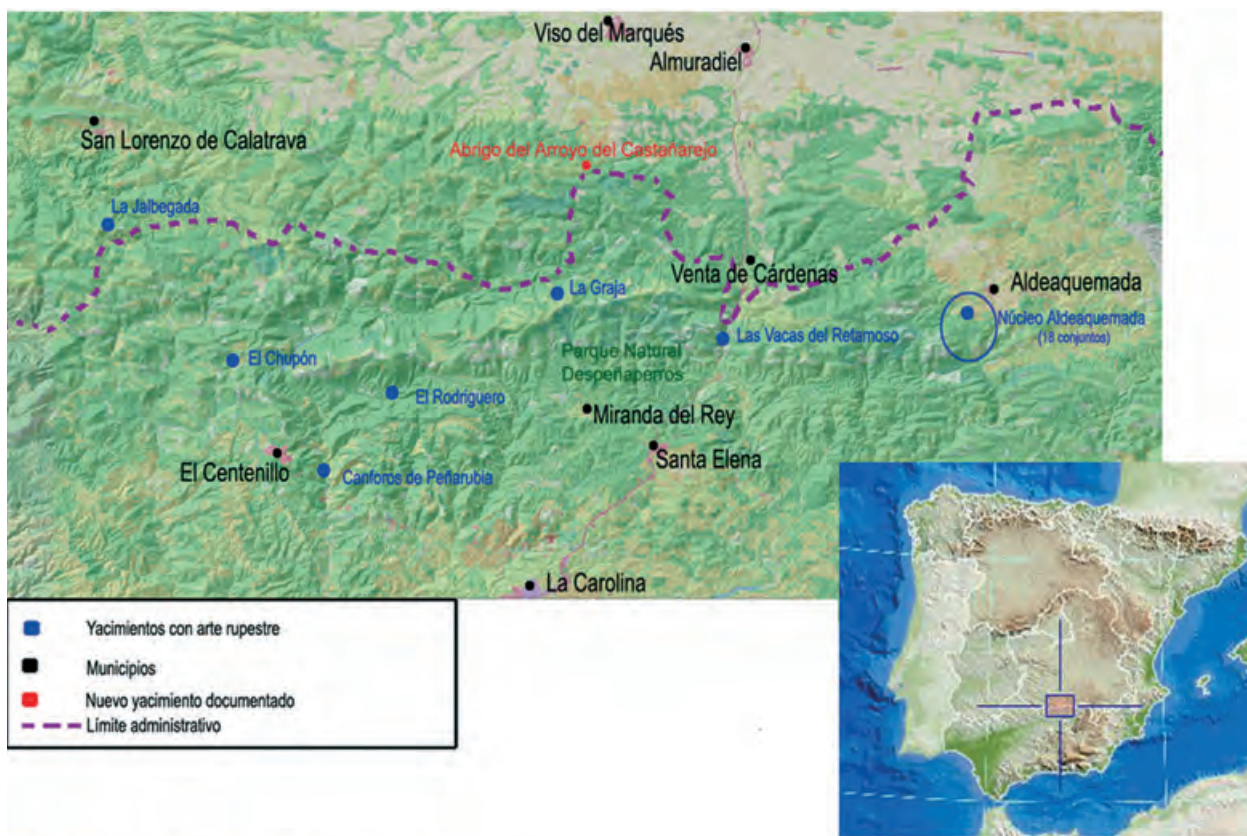 Viso del Marqués
Almuradiel
San Lorenzo de Calatrava
Abrigo del Arroyo del Castañarejo
La Jalbegada
Venta de Cárdenas
Aldeaquemada
La Graja
Núcleo Aldeaquemada
(18 conjuntos)
Las Vacas del Retamoso
Parque Natural
Despeñaperros
El Chupón
El Rodriguero
Miranda del Rey
El Centenillo
Santa Elena
Canforos de Peñarubia
La Carolina
Yacimientos con arte rupestre
Municipios
Nuevo yacimiento documentado
Límite administrativo